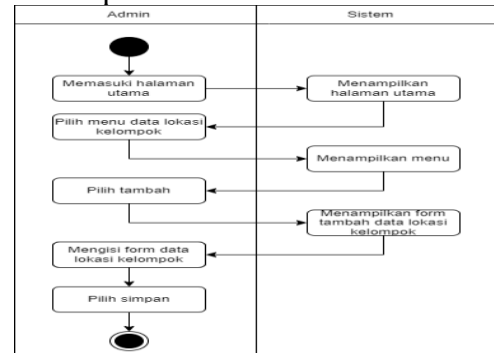 Admin
Sistem
Memasuki halaman
utama
Menampilkan
halaman utama
Pilih menu data lokasi
kelompok
Menampilkan menu
Pilih tambah
Menampilkan form
tambah data lokasi
kelompok
Mengisi form data
lokasi kelompok
Pilih simpan